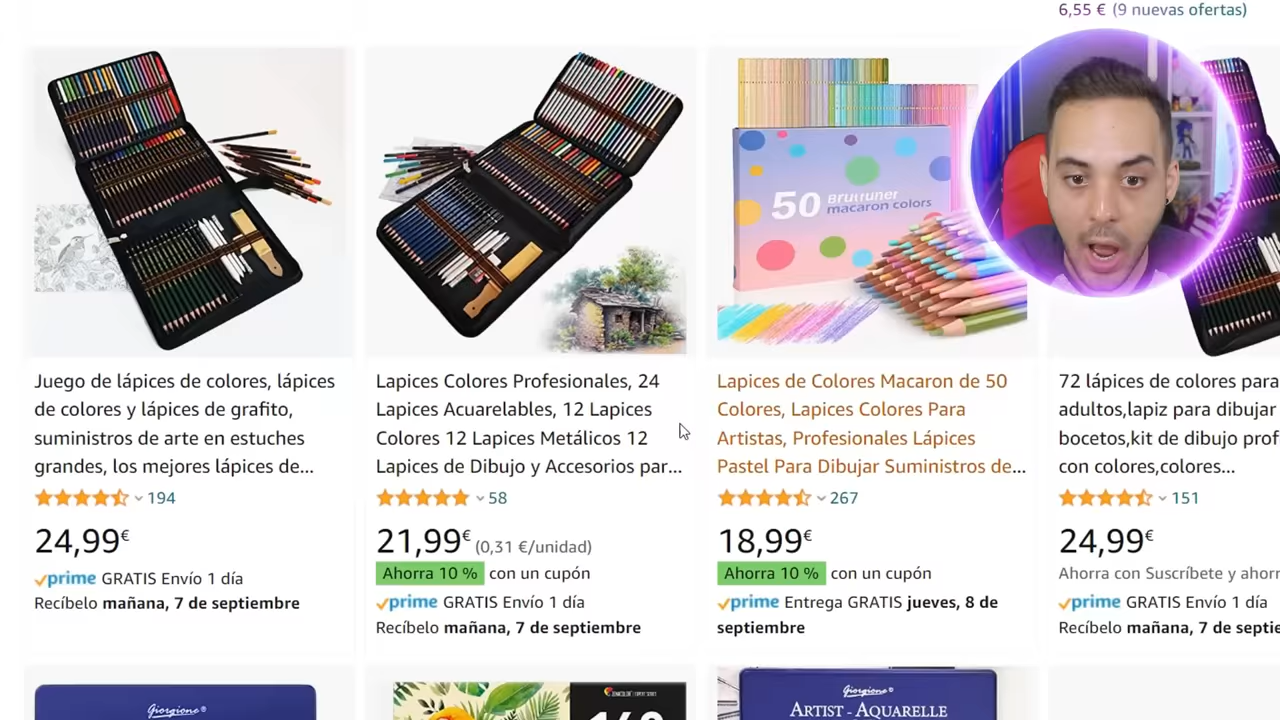 6,55 € (9 nuevas ofertas)
50 Brutfuner
macaron colors
Juego de lápices de colores, lápices
de colores y lápices de grafito,
suministros de arte en estuches
grandes, los mejores lápices de...
194
24,99€
prime GRATIS Envío 1 día
Recíbelo mañana, 7 de septiembre
Lapices Colores Profesionales, 24
Lapices Acuarelables, 12 Lapices
Colores 12 Lapices Metálicos 12
Lapices de Dibujo y Accesorios par...
58
21,99€ (0,31 €/unidad)
Ahorra 10 % con un cupón
prime GRATIS Envío 1 día
Recíbelo mañana, 7 de septiembre
Lapices de Colores Macaron de 50
Colores, Lapices Colores Para
Artistas, Profesionales Lápices
Pastel Para Dibujar Suministros de...
267
18,99€
Ahorra 10 % con un cupón
prime Entrega GRATIS jueves, 8 de
septiembre
72 lápices de colores para
adultos,lapiz para dibujar
bocetos,kit de dibujo prof
con colores,colores...
151
24,99€
Ahorra con Suscríbete y ahorr
prime GRATIS Envío 1 día
Recíbelo mañana, 7 de septie
Giorgione
Giorgione
ARTIST - AQUARELLE